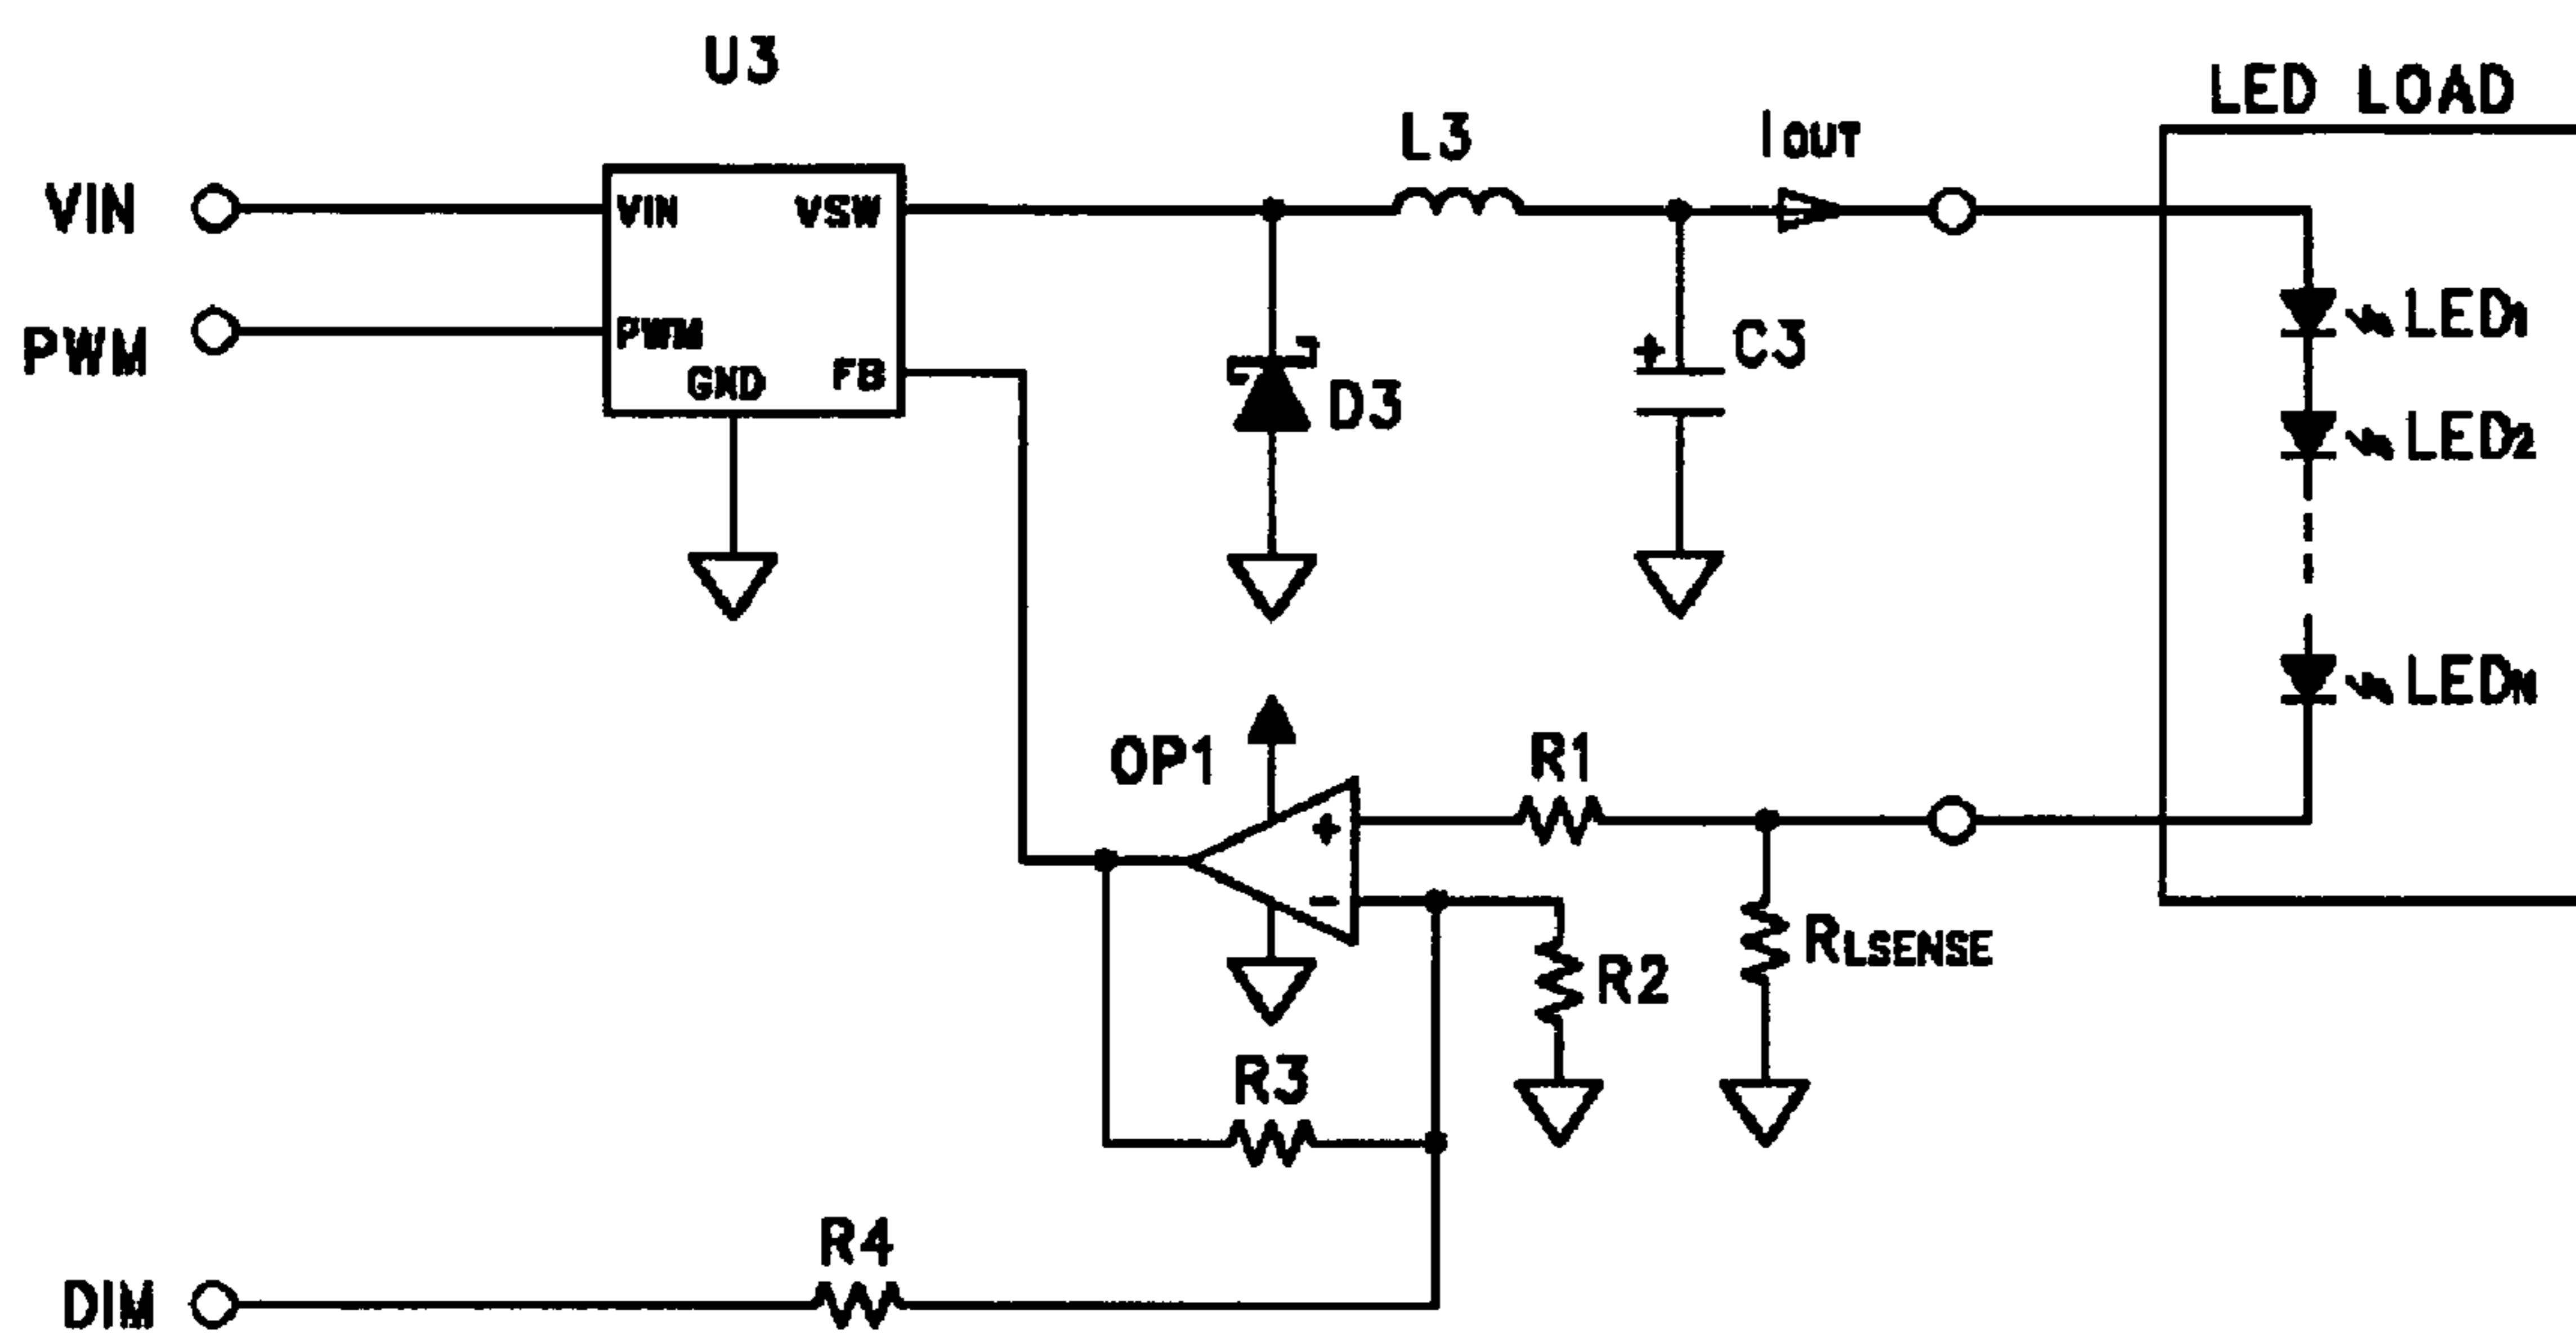 U3
LED LOAD
L3
IOUT
VIN
VIN
VSW
PWM
PWM
GND
FB
+
C3
D3
LED1
LED2
LEDN
OP1
R1
+
-
RLSENSE
R2
R3
R4
DIM